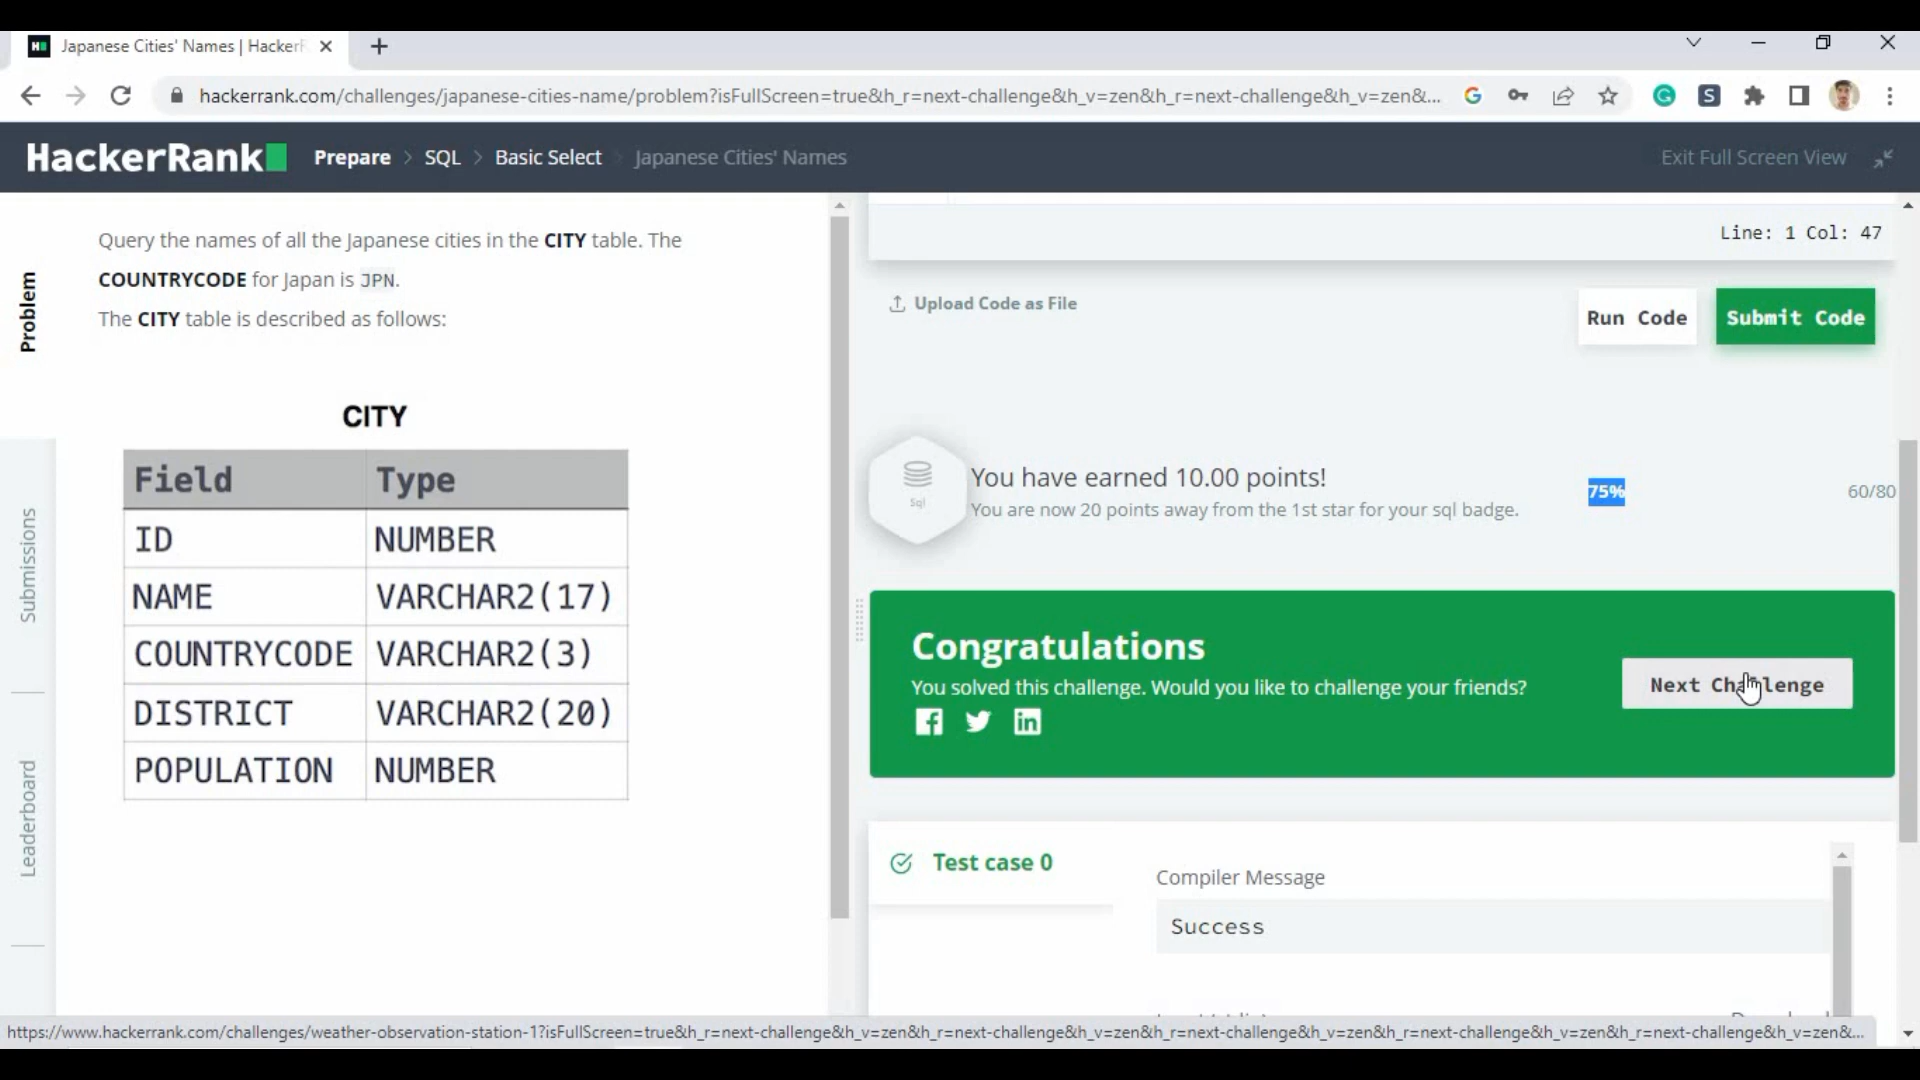 Japanese Cities' Names | HackerR
hackerrank.com/challenges/japanese-cities-name/problem?isFullScreen=true&h_r=next-challenge&h_v=zen&h_r=next-challenge&h_v=zen&...
HackerRank
Prepare > SQL > Basic Select > Japanese Cities' Names
Exit Full Screen View
Problem
Submissions
Leaderboard
Query the names of all the Japanese cities in the CITY table. The
COUNTRYCODE for Japan is JPN.
The CITY table is described as follows:
CITY
Field Type
ID NUMBER
NAME VARCHAR2(17)
COUNTRYCODE VARCHAR2(3)
DISTRICT VARCHAR2(20)
POPULATION NUMBER
Line: 1 Col: 47
Upload Code as File
Run Code
Submit Code
Sql
You have earned 10.00 points!
You are now 20 points away from the 1st star for your sql badge.
75%
60/80
Congratulations
You solved this challenge. Would you like to challenge your friends?
Next Challenge
Test case 0
Compiler Message
Success
https://www.hackerrank.com/challenges/weather-observation-station-1?isFullScreen=true&h_r=next-challenge&h_v=zen&h_r=next-challenge&h_v=zen&h_r=next-challenge&h_v=zen&h_r=next-challenge&h_v=zen&h_r=next-challenge&h_v=zen&...